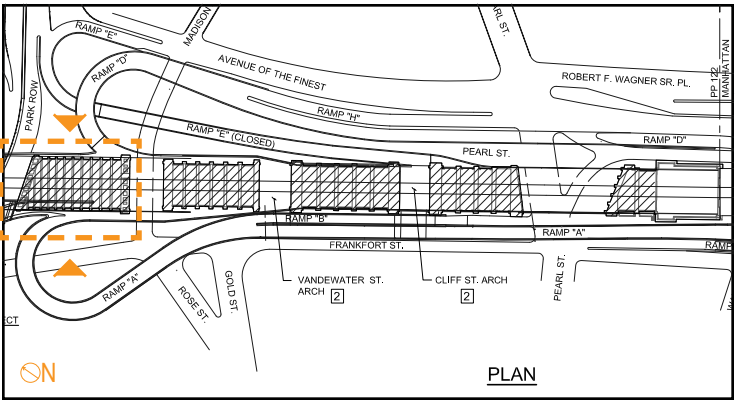 RAMP "E"
MADISON
PEARL ST.
RAMP "D"
AVENUE OF THE FINEST
ROBERT F. WAGNER SR. PL.
PP 122
MANHATTAN
PARK ROW
RAMP "H"
RAMP "E" (CLOSED)
PEARL ST.
RAMP "D"
RAMP "B"
RAMP "A"
FRANKFORT ST.
RAMP
RAMP "A"
ROSE ST.
GOLD ST.
VANDEWATER ST.
ARCH
2
CLIFF ST. ARCH
2
PEARL ST.
CT
N
PLAN